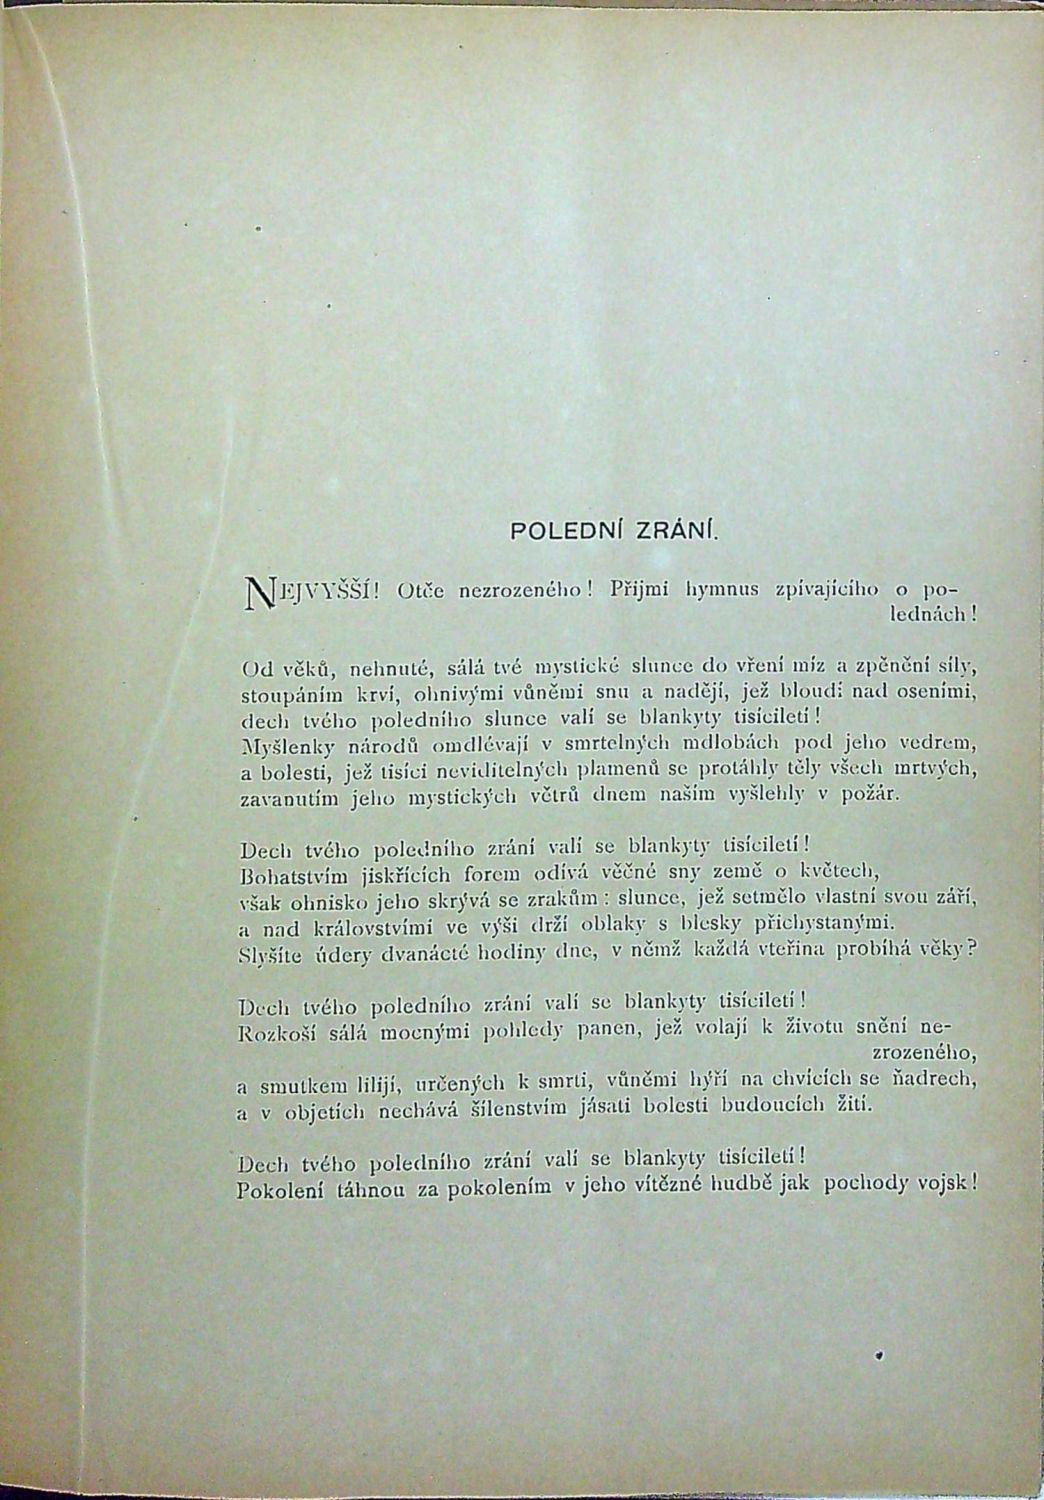 POLEDNÍ ZRÁNÍ.
NEJVYŠŠÍ! Otče nezrozeného! Přijmi hymnus zpívajícího o po-
lednách!
Od věků, nehnuté, sálá tvé mystické slunce do vření míz a zpěnění síly,
stoupáním krví, ohnivými vůněmi snu a nadějí, jež bloudí nad oseními,
dech tvého poledního slunce valí se blankyty tisíciletí!
Myšlenky národů omdlévají v smrtelných mdlobách pod jeho vedrem,
a bolesti, jež tisíci neviditelných plamenů se protáhly těly všech mrtvých,
zavanutím jeho mystických větrů dnem naším vyšlehly v požár.
Dech tvého poledního zrání valí se blankyty tisíciletí!
Bohatstvím jiskřících forem odívá věčné sny země o květech,
však ohnisko jeho skrývá se zrakům: slunce, jež setmělo vlastní svou září,
a nad královstvími ve výši drží oblaky s blesky přichystanými.
Slyšíte údery dvanácté hodiny dne, v němž každá vteřina probíhá věky?
Dech tvého poledního zrání valí se blankyty tisíciletí!
Rozkoší sálá mocnými pohledy panen, jež volají k životu snění ne-
zrozeného,
a smutkem lilijí, určených k smrti, vůněmi hýří na chvících se ňadrech,
a v objetích nechává šílenstvím jásati bolesti budoucích žití.
Dech tvého poledního zrání valí se blankyty tisíciletí!
Pokolení táhnou za pokolením v jeho vítězné hudbě jak pochody vojsk!